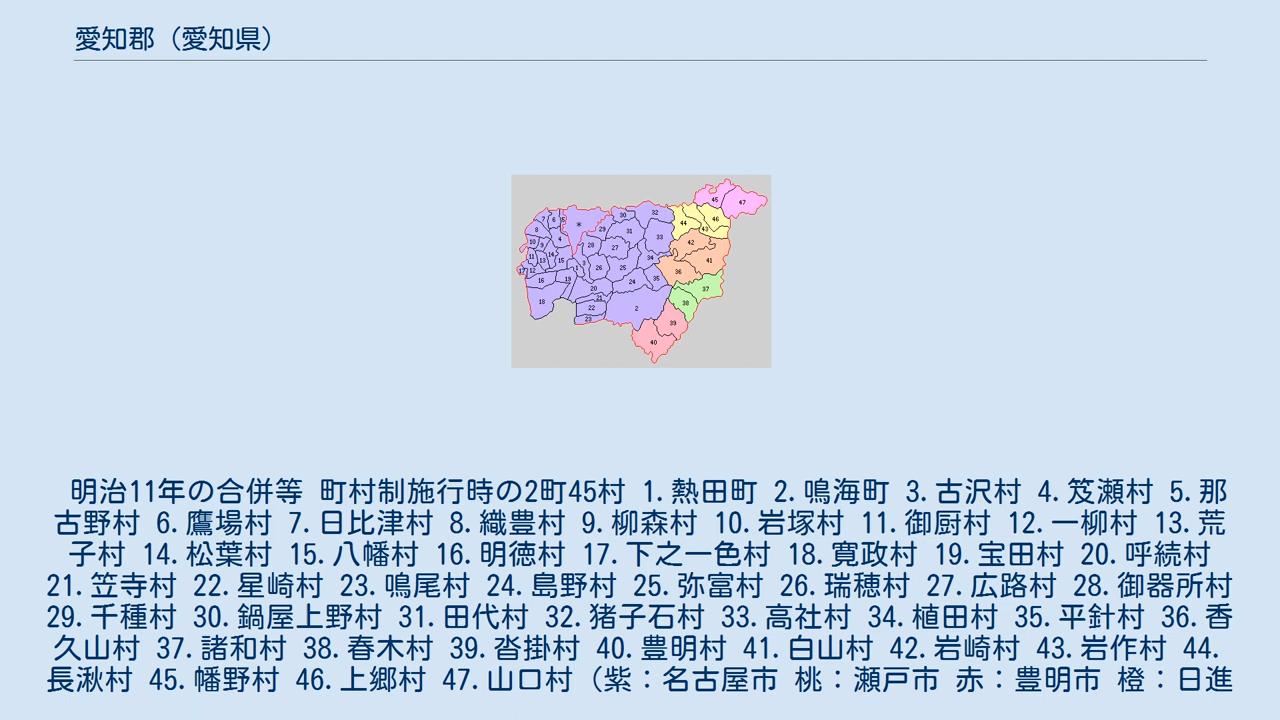 愛知郡（愛知県）
明治11年の合併等 町村制施行時の2町45村 1.熱田町 2.鳴海町 3.古沢村 4.笈瀬村 5.那
古野村 6.鷹場村 7.日比津村 8.織豊村 9.柳森村 10.岩塚村 11.御厨村 12.一柳村 13.荒
子村 14.松葉村 15.八幡村 16.明徳村 17.下之一色村 18.寛政村 19.宝田村 20.呼続村
21.笠寺村 22.星崎村 23.鳴尾村 24.島野村 25.弥富村 26.瑞穂村 27.広路村 28.御器所村
29.千種村 30.鍋屋上野村 31.田代村 32.猪子石村 33.高社村 34.植田村 35.平針村 36.香
久山村 37.諸和村 38.春木村 39.沓掛村 40.豊明村 41.白山村 42.岩崎村 43.岩作村 44.
長湫村 45.幡野村 46.上郷村 47.山口村（紫：名古屋市 桃：瀬戸市 赤：豊明市 橙：日進